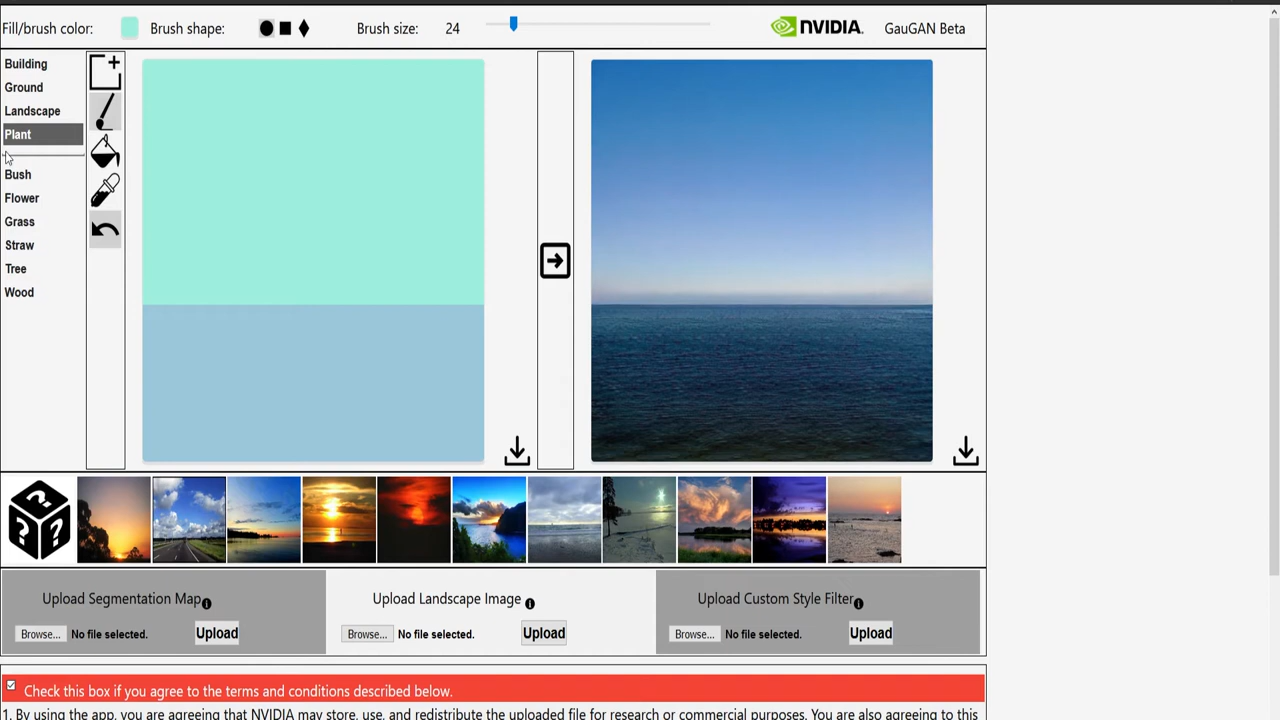 Fill/brush color: Brush shape: Brush size: 24 NVIDIA. GauGAN Beta
Building
Ground
Landscape
Plant
Bush
Flower
Grass
Straw
Tree
Wood
? ? ?
Upload Segmentation Map i Upload Landscape Image i Upload Custom Style Filter i
Browse... No file selected. Upload Browse... No file selected. Upload Browse... No file selected. Upload
Check this box if you agree to the terms and conditions described below.
1. By using the app, you are agreeing that NVIDIA may store, use, and redistribute the uploaded file for research or commercial purposes. You are also agreeing to this